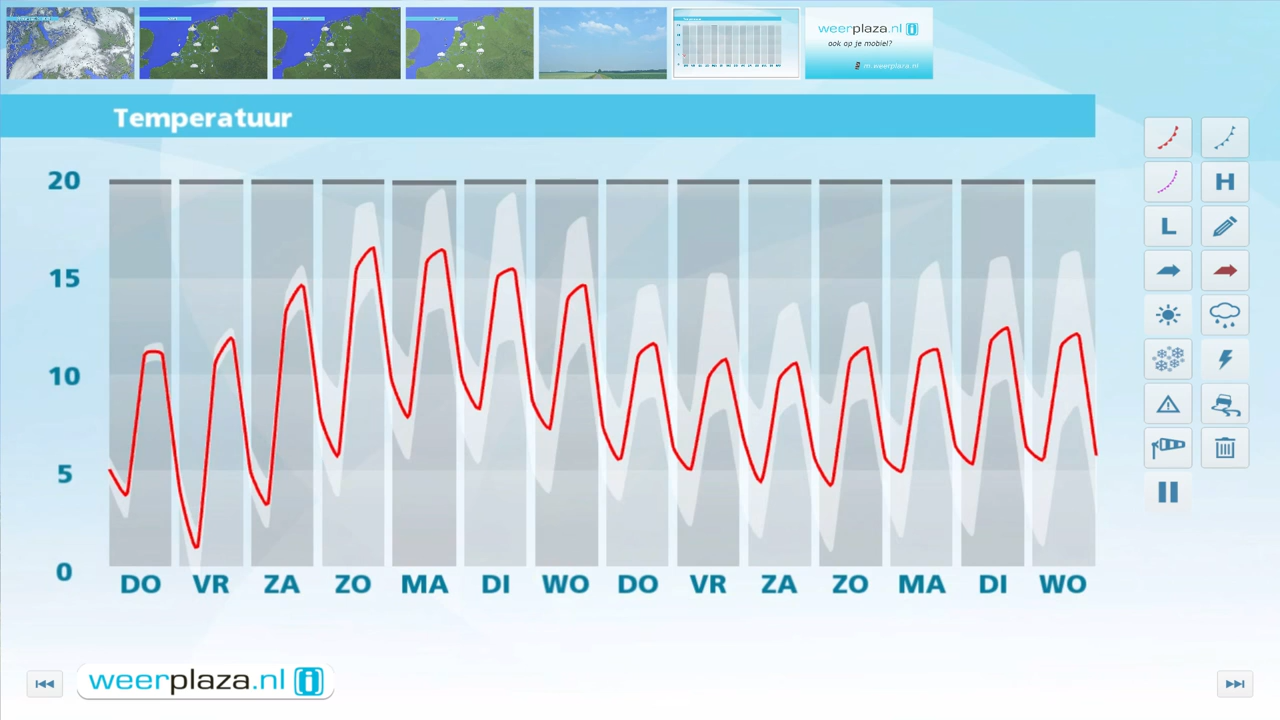 weerplaza.nl
ook op je mobiel?
m.weerplaza.nl
Temperatuur
20
15
10
5
0
DO VR ZA ZO MA DI WO DO VR ZA ZO MA DI WO
H
L
weerplaza.nl